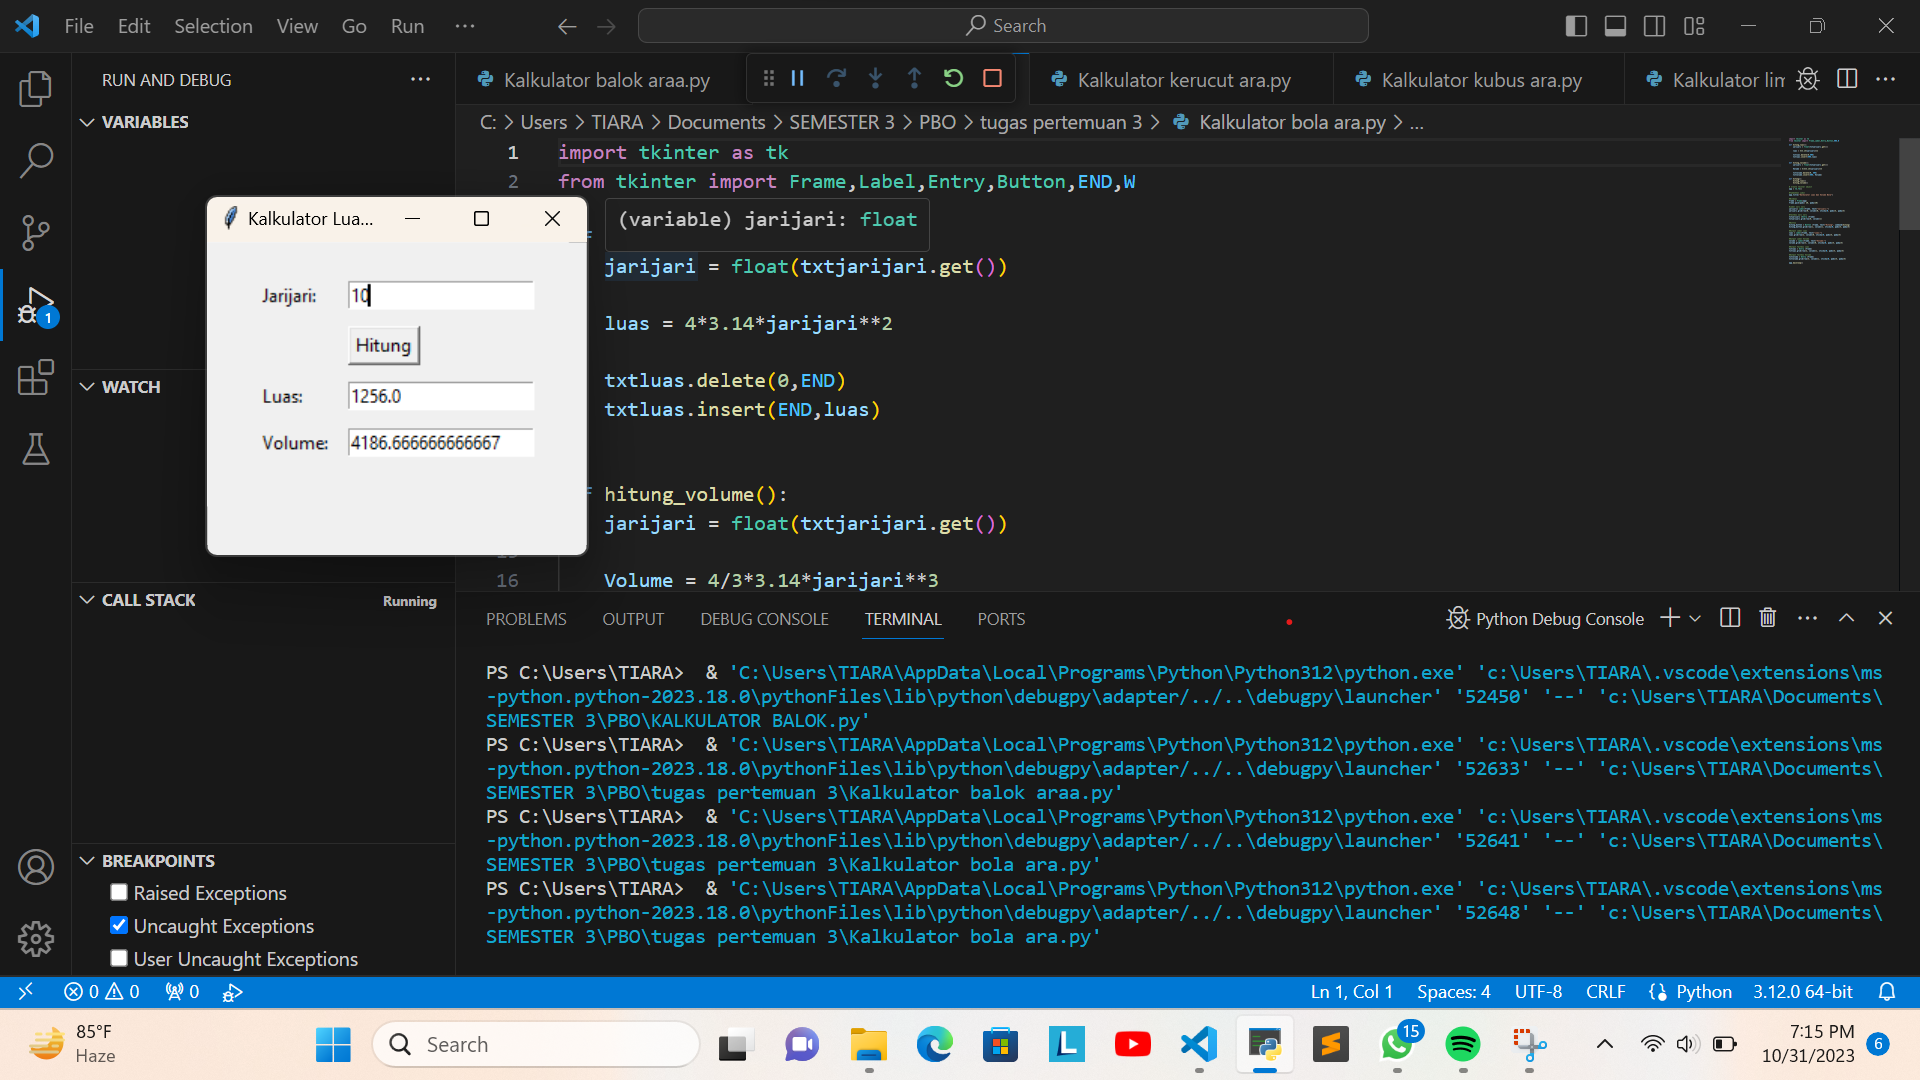 File Edit Selection View Go Run ···
Search
RUN AND DEBUG ···
Kalkulator balok araa.py
Kalkulator kerucut ara.py
Kalkulator kubus ara.py
Kalkulator lim
VARIABLES
C: > Users > TIARA > Documents > SEMESTER 3 > PBO > tugas pertemuan 3 > Kalkulator bola ara.py > ...
1 import tkinter as tk
2 from tkinter import Frame,Label,Entry,Button,END,W
(variable) jarijari: float
jarijari = float(txtjarijari.get())
luas = 4*3.14*jarijari**2
txtluas.delete(0,END)
txtluas.insert(END,luas)
hitung_volume():
jarijari = float(txtjarijari.get())
16 Volume = 4/3*3.14*jarijari**3
Kalkulator Lua...
Jarijari: 10
Hitung
Luas: 1256.0
Volume: 4186.666666666667
1
WATCH
CALL STACK Running
BREAKPOINTS
Raised Exceptions
Uncaught Exceptions
User Uncaught Exceptions
PROBLEMS OUTPUT DEBUG CONSOLE TERMINAL PORTS
Python Debug Console
PS C:\Users\TIARA> & 'C:\Users\TIARA\AppData\Local\Programs\Python\Python312\python.exe' 'c:\Users\TIARA\.vscode\extensions\ms
-python.python-2023.18.0\pythonFiles\lib\python\debugpy\adapter/../..\debugpy\launcher' '52450' '--' 'c:\Users\TIARA\Documents\
SEMESTER 3\PBO\KALKULATOR BALOK.py'
PS C:\Users\TIARA> & 'C:\Users\TIARA\AppData\Local\Programs\Python\Python312\python.exe' 'c:\Users\TIARA\.vscode\extensions\ms
-python.python-2023.18.0\pythonFiles\lib\python\debugpy\adapter/../..\debugpy\launcher' '52633' '--' 'c:\Users\TIARA\Documents\
SEMESTER 3\PBO\tugas pertemuan 3\Kalkulator balok araa.py'
PS C:\Users\TIARA> & 'C:\Users\TIARA\AppData\Local\Programs\Python\Python312\python.exe' 'c:\Users\TIARA\.vscode\extensions\ms
-python.python-2023.18.0\pythonFiles\lib\python\debugpy\adapter/../..\debugpy\launcher' '52641' '--' 'c:\Users\TIARA\Documents\
SEMESTER 3\PBO\tugas pertemuan 3\Kalkulator bola ara.py'
PS C:\Users\TIARA> & 'C:\Users\TIARA\AppData\Local\Programs\Python\Python312\python.exe' 'c:\Users\TIARA\.vscode\extensions\ms
-python.python-2023.18.0\pythonFiles\lib\python\debugpy\adapter/../..\debugpy\launcher' '52648' '--' 'c:\Users\TIARA\Documents\
SEMESTER 3\PBO\tugas pertemuan 3\Kalkulator bola ara.py'
0 0 0
Ln 1, Col 1 Spaces: 4 UTF-8 CRLF Python 3.12.0 64-bit
85°F
Haze
Search
15
7:15 PM
10/31/2023
6